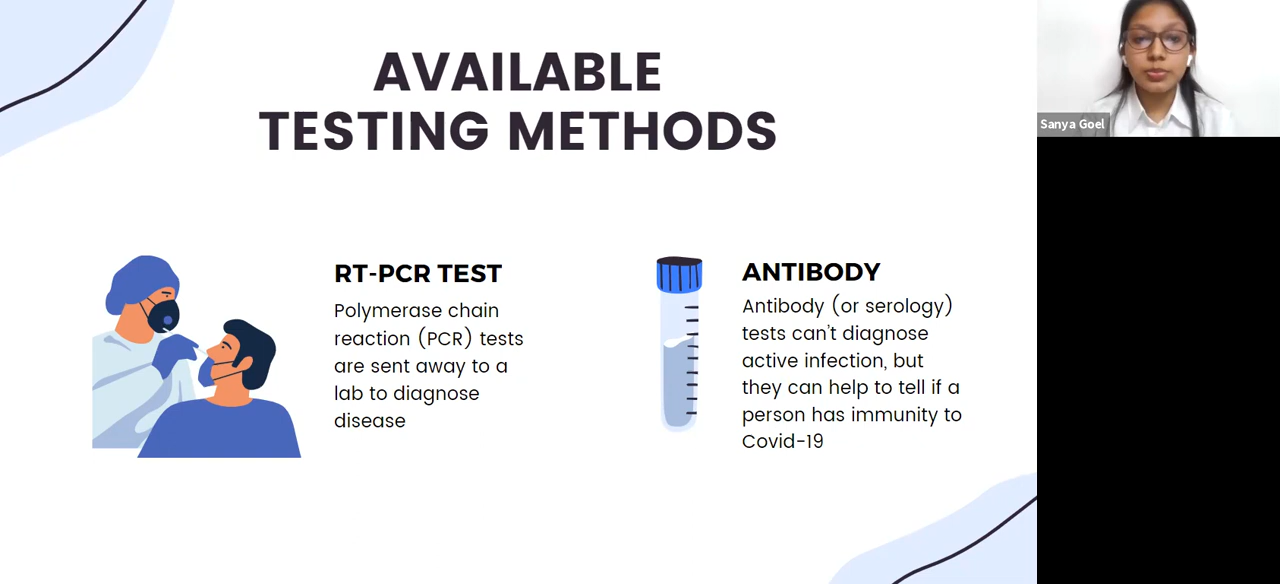 AVAILABLE
TESTING METHODS
RT-PCR TEST
Polymerase chain
reaction (PCR) tests
are sent away to a
lab to diagnose
disease
ANTIBODY
Antibody (or serology)
tests can't diagnose
active infection, but
they can help to tell if a
person has immunity to
Covid-19
Sanya Goel